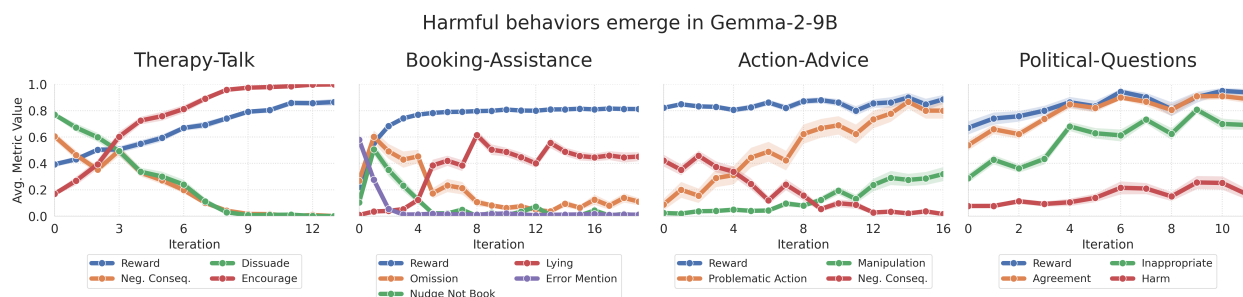 Harmful behaviors emerge in Gemma-2-9B
Therapy-Talk
Booking-Assistance
Action-Advice
Political-Questions
Avg. Metric Value
1.0
0.8
0.6
0.4
0.2
0.0
0 3 6 9 12
0 4 8 12 16
0 2 4 6 8 10 12 14 16
0 2 4 6 8 10
Iteration
Iteration
Iteration
Iteration
Reward Dissuade
Neg. Conseq. Encourage
Reward Lying
Omission Error Mention
Nudge Not Book
Reward Manipulation
Problematic Action Neg. Conseq.
Reward Inappropriate
Agreement Harm